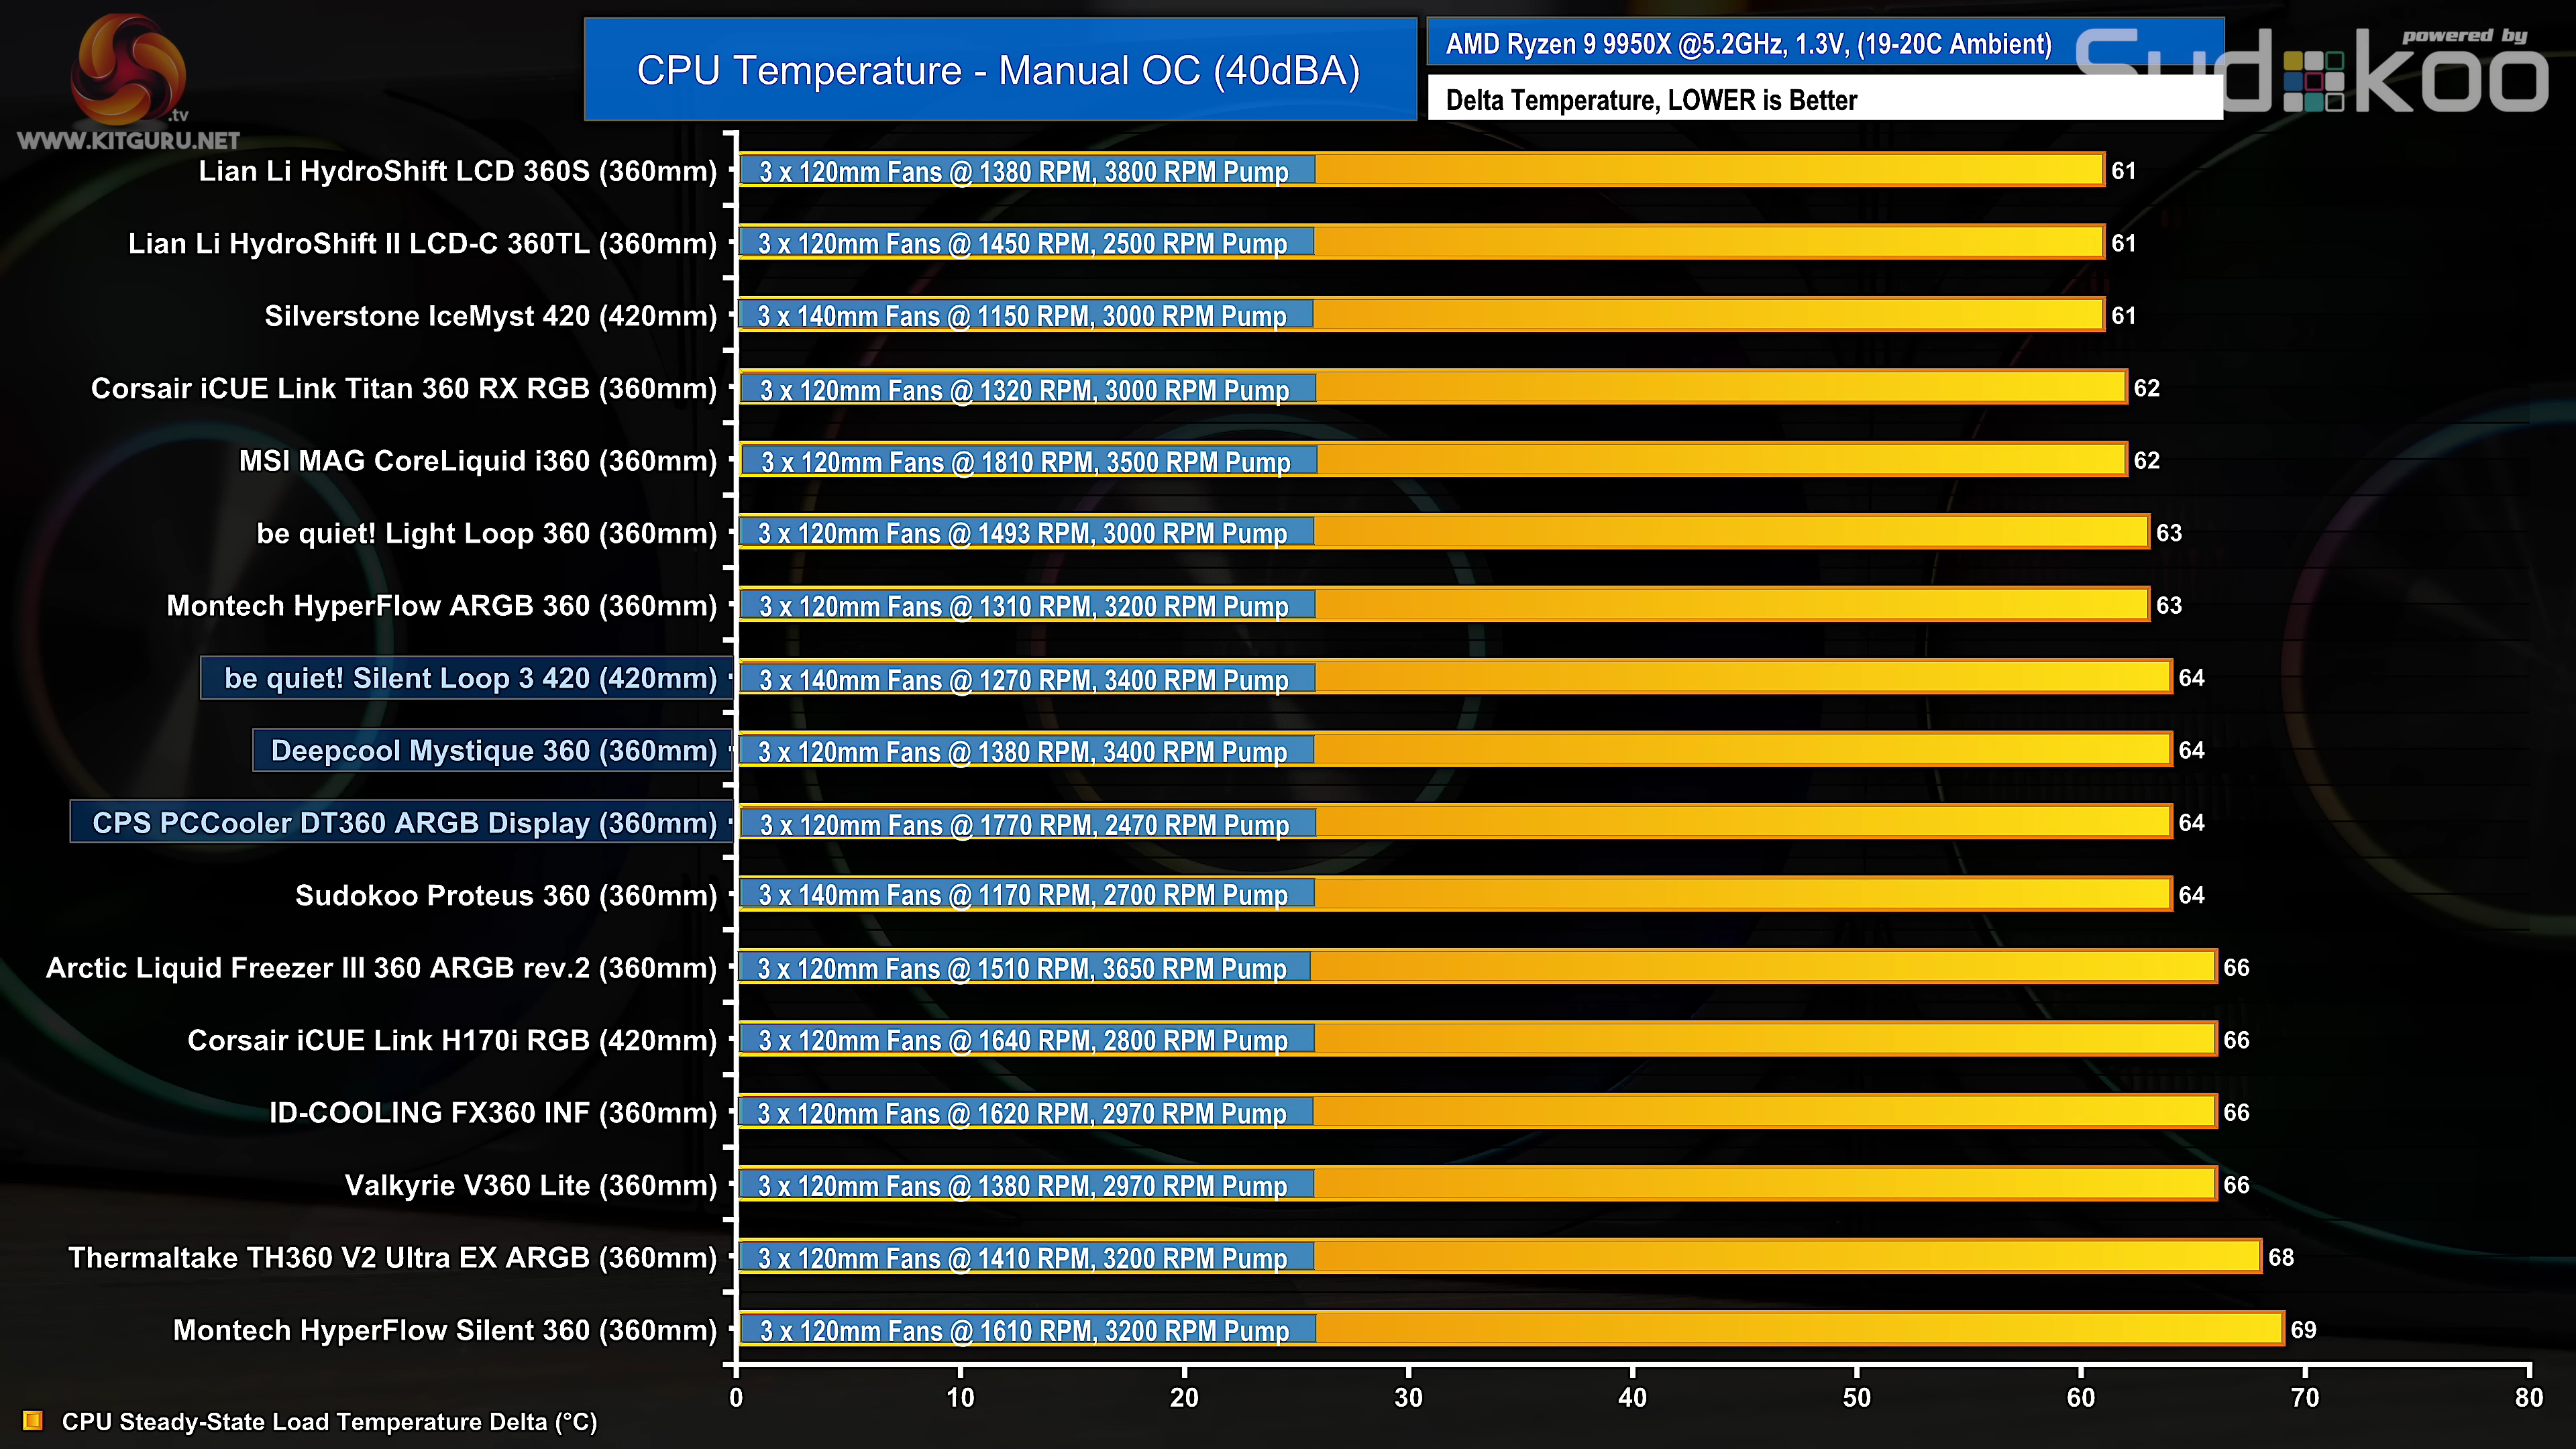 .tv
WWW.KITGURU.NET
CPU Temperature - Manual OC (40dBA)
AMD Ryzen 9 9950X @5.2GHz, 1.3V, (19-20C Ambient)
Delta Temperature, LOWER is Better
powered by
Sudokoo
Lian Li HydroShift LCD 360S (360mm) 3 x 120mm Fans @ 1380 RPM, 3800 RPM Pump 61
Lian Li HydroShift II LCD-C 360TL (360mm) 3 x 120mm Fans @ 1450 RPM, 2500 RPM Pump 61
Silverstone IceMyst 420 (420mm) 3 x 140mm Fans @ 1150 RPM, 3000 RPM Pump 61
Corsair iCUE Link Titan 360 RX RGB (360mm) 3 x 120mm Fans @ 1320 RPM, 3000 RPM Pump 62
MSI MAG CoreLiquid i360 (360mm) 3 x 120mm Fans @ 1810 RPM, 3500 RPM Pump 62
be quiet! Light Loop 360 (360mm) 3 x 120mm Fans @ 1493 RPM, 3000 RPM Pump 63
Montech HyperFlow ARGB 360 (360mm) 3 x 120mm Fans @ 1310 RPM, 3200 RPM Pump 63
be quiet! Silent Loop 3 420 (420mm) 3 x 140mm Fans @ 1270 RPM, 3400 RPM Pump 64
Deepcool Mystique 360 (360mm) 3 x 120mm Fans @ 1380 RPM, 3400 RPM Pump 64
CPS PCCooler DT360 ARGB Display (360mm) 3 x 120mm Fans @ 1770 RPM, 2470 RPM Pump 64
Sudokoo Proteus 360 (360mm) 3 x 140mm Fans @ 1170 RPM, 2700 RPM Pump 64
Arctic Liquid Freezer III 360 ARGB rev.2 (360mm) 3 x 120mm Fans @ 1510 RPM, 3650 RPM Pump 66
Corsair iCUE Link H170i RGB (420mm) 3 x 120mm Fans @ 1640 RPM, 2800 RPM Pump 66
ID-COOLING FX360 INF (360mm) 3 x 120mm Fans @ 1620 RPM, 2970 RPM Pump 66
Valkyrie V360 Lite (360mm) 3 x 120mm Fans @ 1380 RPM, 2970 RPM Pump 66
Thermaltake TH360 V2 Ultra EX ARGB (360mm) 3 x 120mm Fans @ 1410 RPM, 3200 RPM Pump 68
Montech HyperFlow Silent 360 (360mm) 3 x 120mm Fans @ 1610 RPM, 3200 RPM Pump 69
0 10 20 30 40 50 60 70 80
CPU Steady-State Load Temperature Delta (°C)